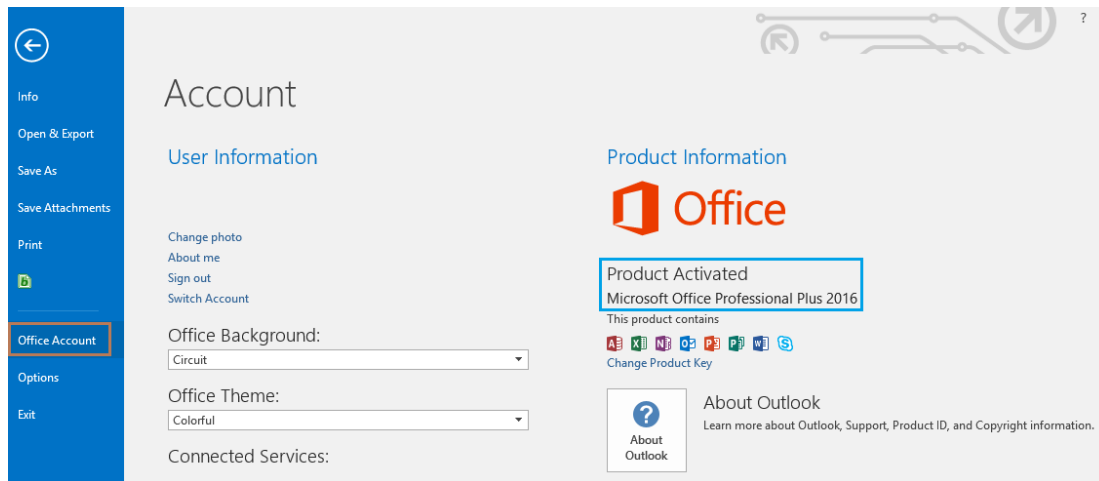 ?
Info
Open & Export
Save As
Save Attachments
Print
Office Account
Options
Exit
Account
User Information
Change photo
About me
Sign out
Switch Account
Office Background:
Circuit
Office Theme:
Colorful
Connected Services:
Product Information
Office
Product Activated
Microsoft Office Professional Plus 2016
This product contains
Change Product Key
?
About
Outlook
About Outlook
Learn more about Outlook, Support, Product ID, and Copyright information.